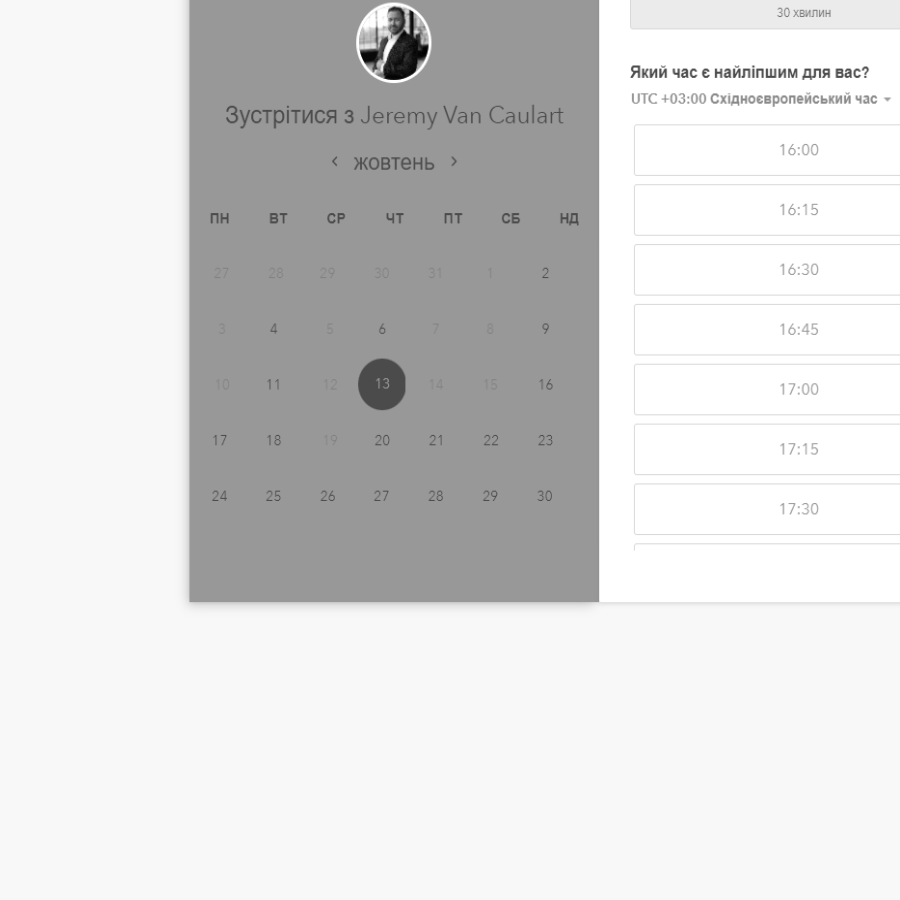 Зустрітися з Jeremy Van Caulart
жовтень
ПН ВТ СР ЧТ ПТ СБ НД
27 28 29 30 31 1 2
3 4 5 6 7 8 9
10 11 12 13 14 15 16
17 18 19 20 21 22 23
24 25 26 27 28 29 30
30 хвилин
Який час є найліпшим для вас?
UTC +03:00 Східноєвропейський час
16:00
16:15
16:30
16:45
17:00
17:15
17:30